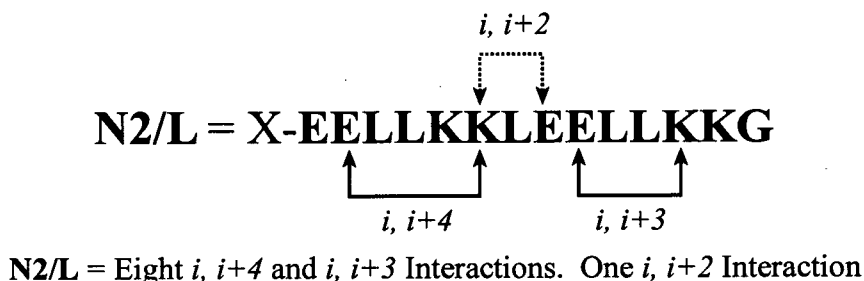 i, i+2
N2/L = X-EELLKKLEELLKKG
i, i+4 i, i+3
N2/L = Eight i, i+4 and i, i+3 Interactions. One i, i+2 Interaction